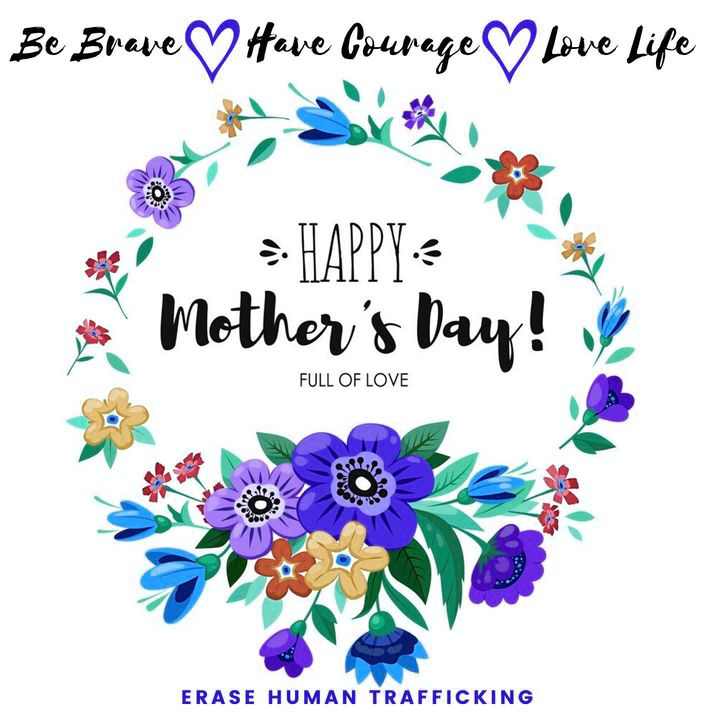 Be Brave Have Courage Love Life
HAPPY
Mother's Day!
FULL OF LOVE
ERASE HUMAN TRAFFICKING